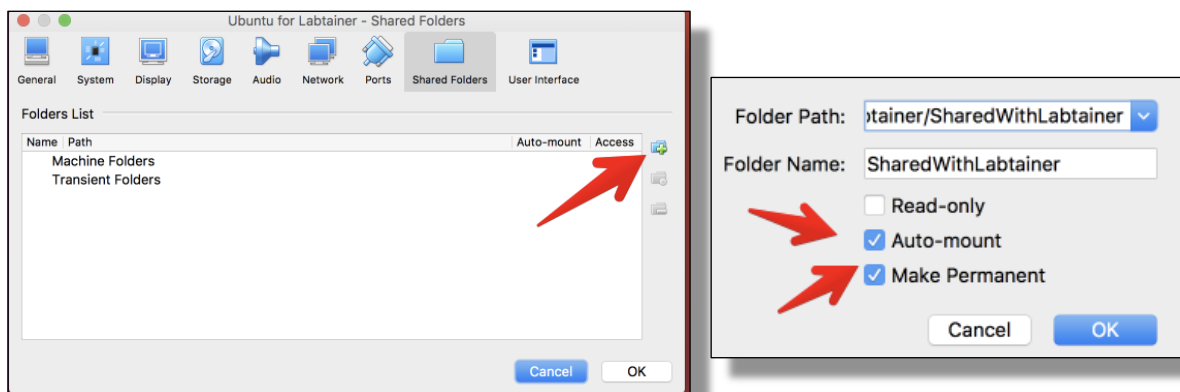 Ubuntu for Labtainer - Shared Folders
General System Display Storage Audio Network Ports Shared Folders User Interface
Folders List
Name Path Auto-mount Access
Machine Folders
Transient Folders
Cancel OK
Folder Path: tainer/SharedWithLabtainer
Folder Name: SharedWithLabtainer
Read-only
Auto-mount
Make Permanent
Cancel OK